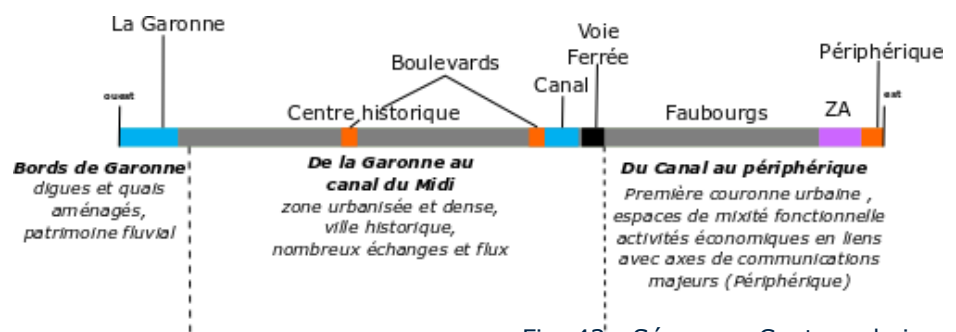 La Garonne
Boulevards
Canal
Voie
Ferrée
Périphérique
ouest
est
Centre historique
Faubourgs
ZA
Bords de Garonne
digues et quais
aménagés,
patrimoine fluvial
De la Garonne au
canal du Midi
zone urbanisée et dense,
ville historique,
nombreux échanges et flux
Du Canal au périphérique
Première couronne urbaine ,
espaces de mixité fonctionnelle
activités économiques en liens
avec axes de communications
majeurs (Périphérique)